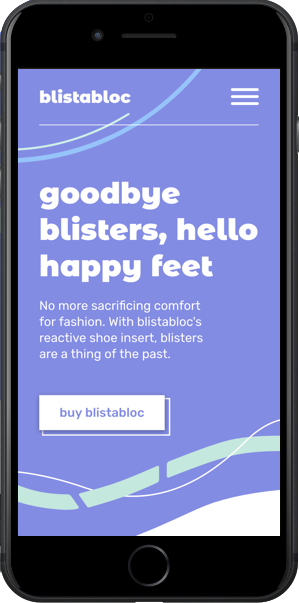 blistabloc
goodbye
blisters, hello
happy feet
No more sacrificing comfort
for fashion. With blistabloc's
reactive shoe insert, blisters
are a thing of the past.
buy blistabloc